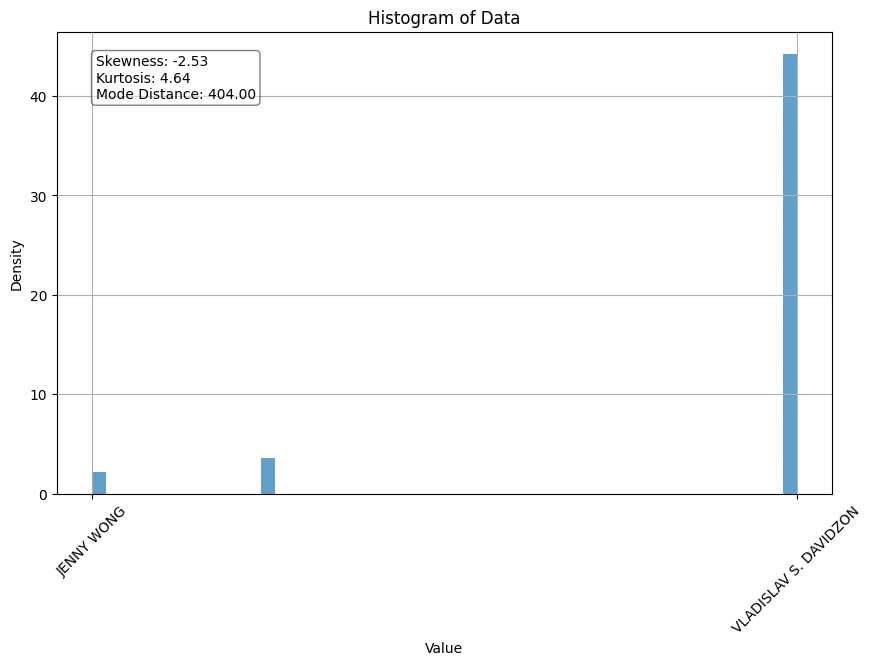 Histogram of Data
Skewness: -2.53
Kurtosis: 4.64
Mode Distance: 404.00
40
30
20
10
0
Density
JENNY WONG
VLADISLAV S. DAVIDZON
Value